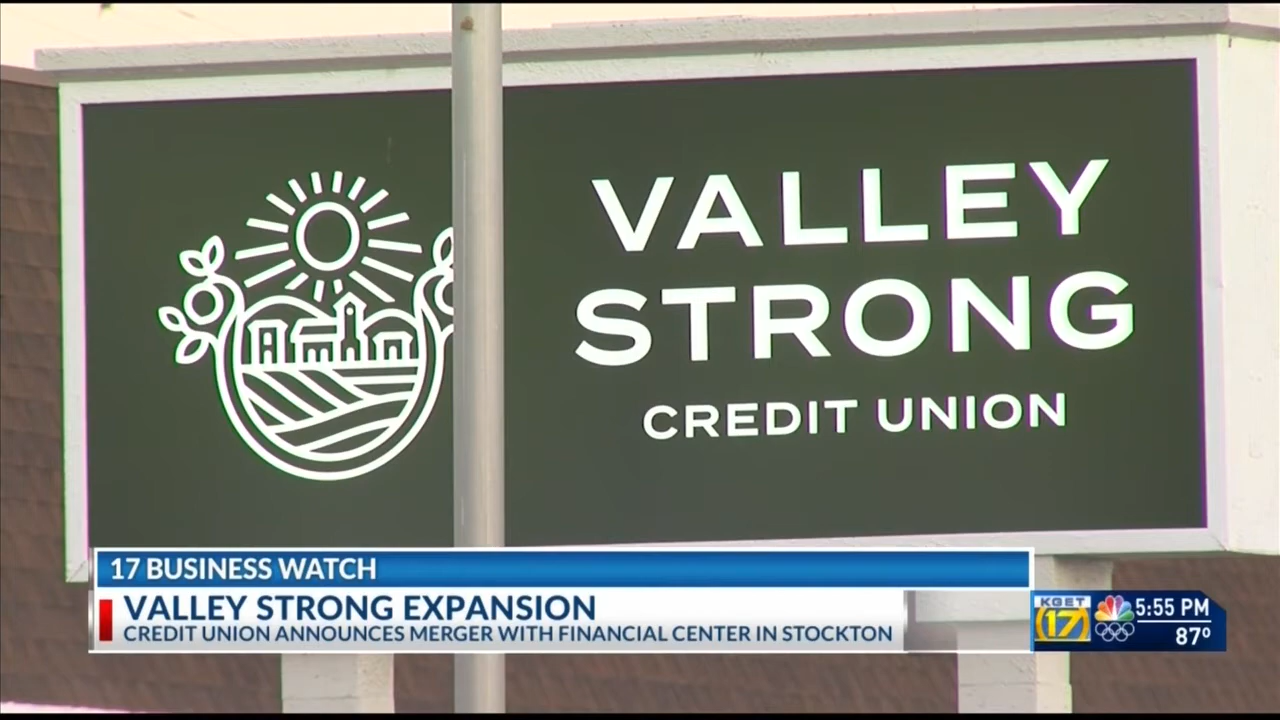 VALLEY
STRONG
CREDIT UNION
17 BUSINESS WATCH
VALLEY STRONG EXPANSION
CREDIT UNION ANNOUNCES MERGER WITH FINANCIAL CENTER IN STOCKTON
KGET
17
5:55 PM
87°